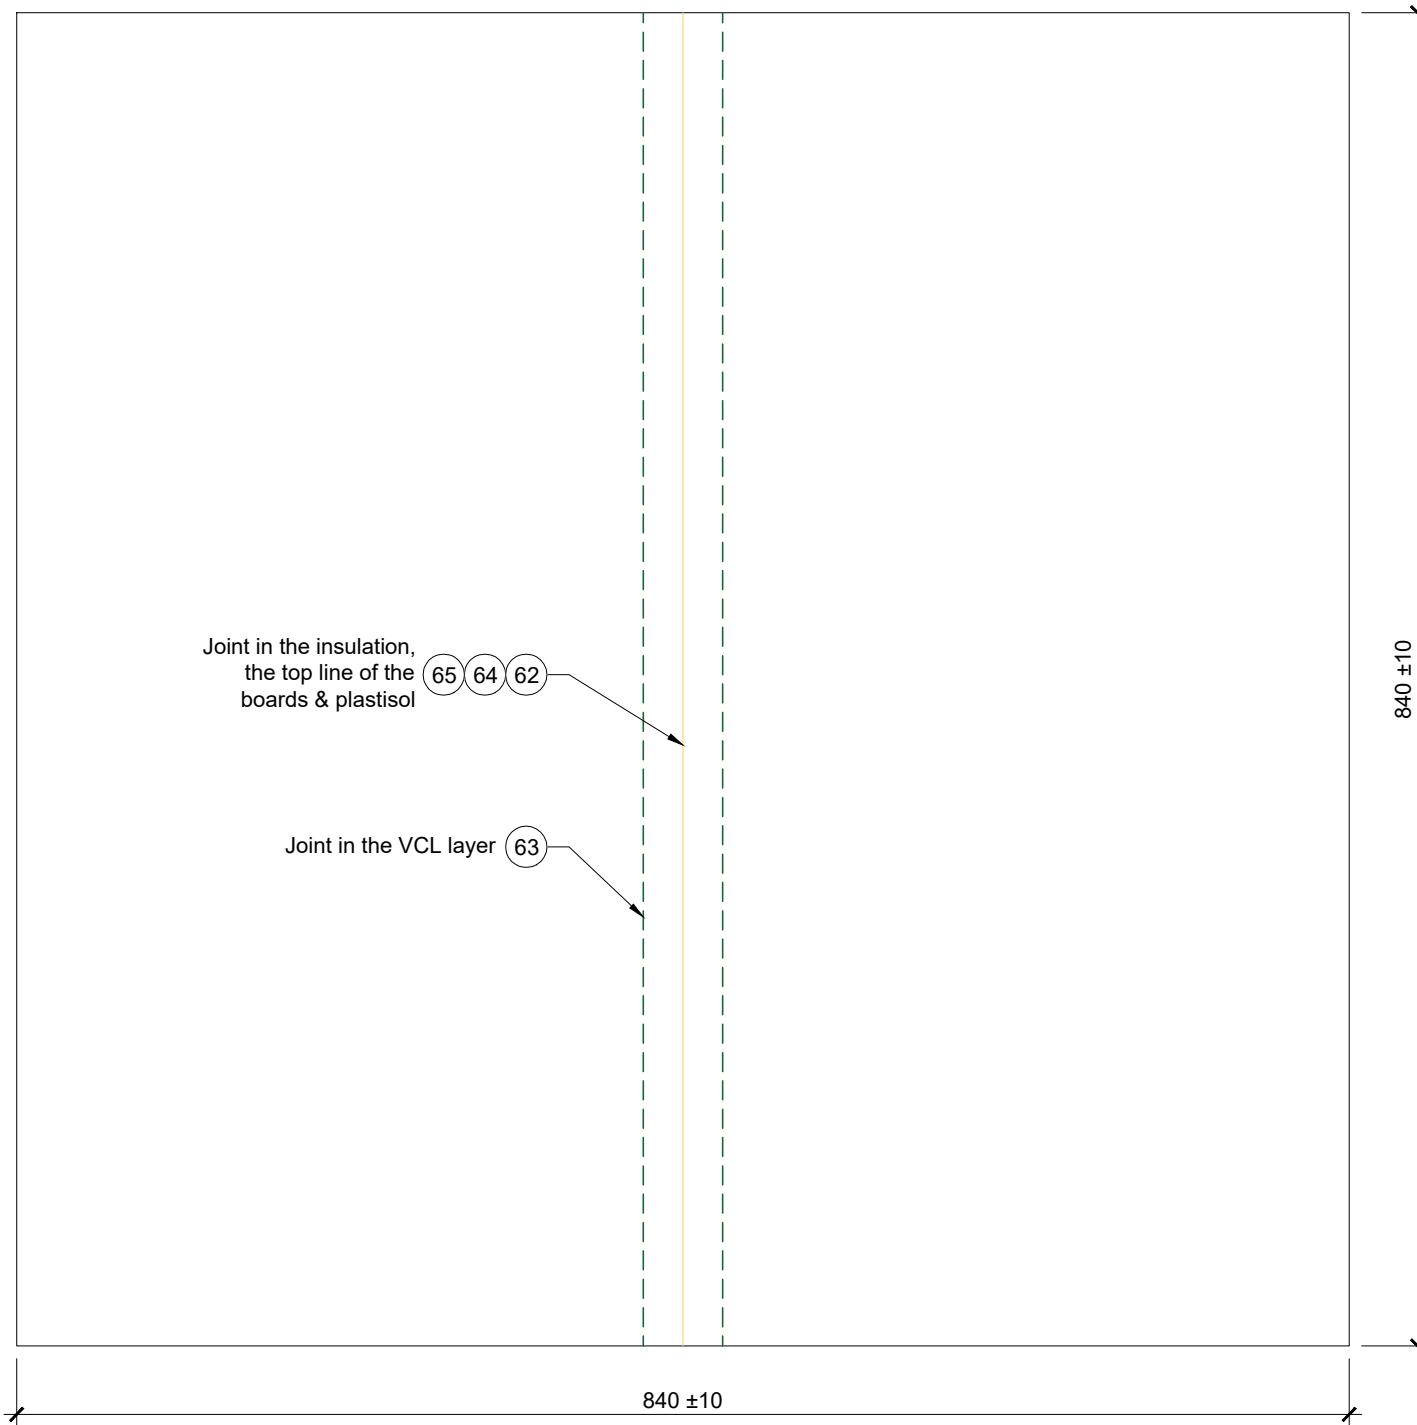 Joint in the insulation,
the top line of the
boards & plastisol
65 64 62
Joint in the VCL layer 63
840 ±10
840 ±10